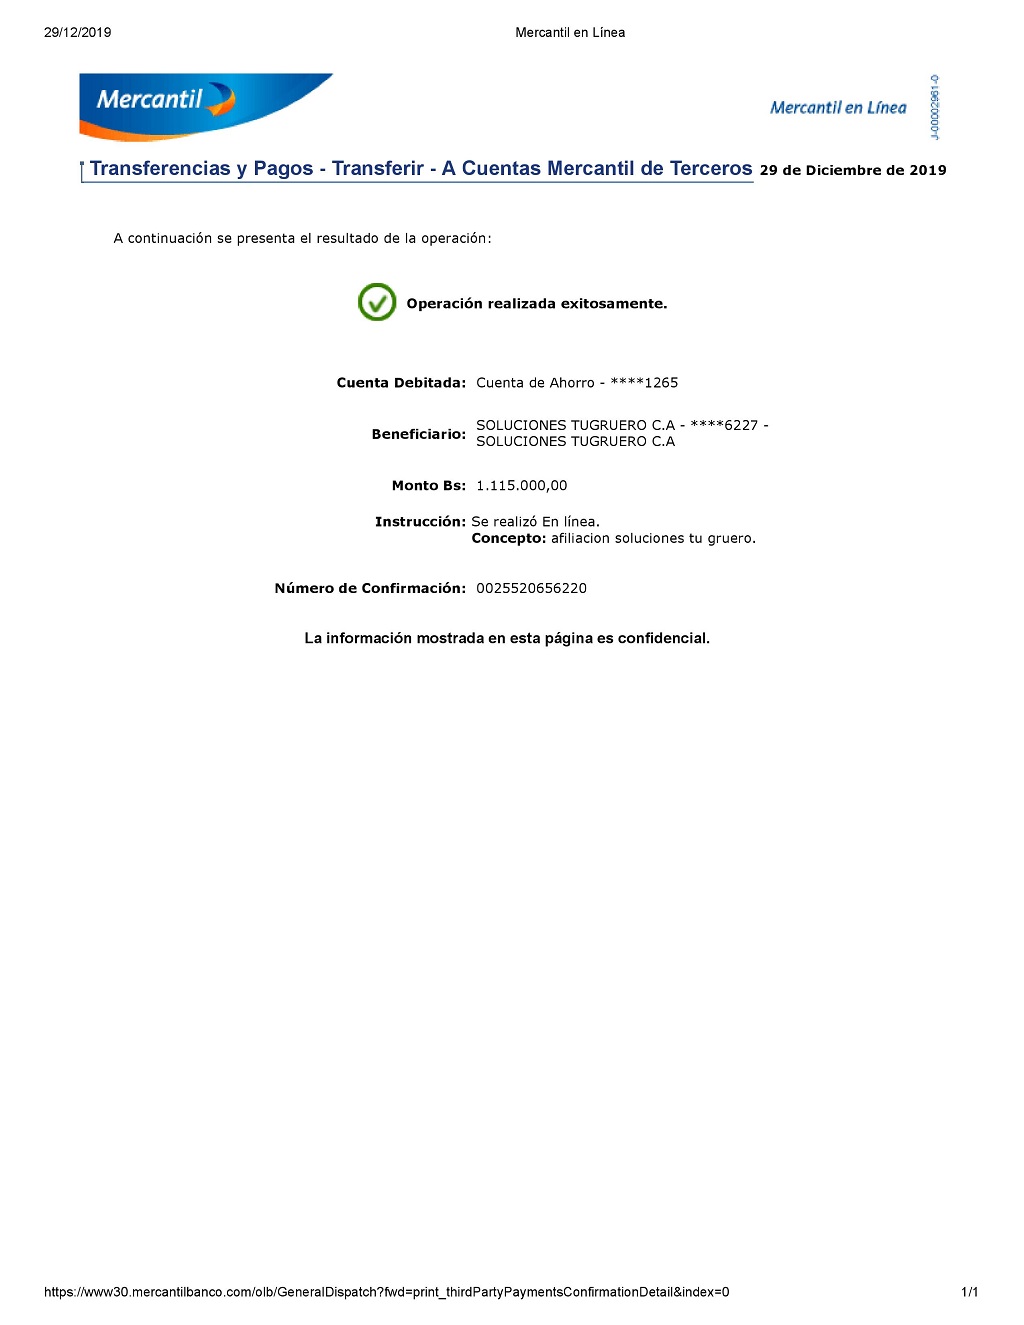 29/12/2019 Mercantil en Línea
Mercantil
Mercantil en Línea
J-00002961-0
Transferencias y Pagos - Transferir - A Cuentas Mercantil de Terceros 29 de Diciembre de 2019
A continuación se presenta el resultado de la operación:
Operación realizada exitosamente.
Cuenta Debitada: Cuenta de Ahorro - ****1265
Beneficiario: SOLUCIONES TUGRUERO C.A - ****6227 -
SOLUCIONES TUGRUERO C.A
Monto Bs: 1.115.000,00
Instrucción: Se realizó En línea.
Concepto: afiliacion soluciones tu gruero.
Número de Confirmación: 0025520656220
La información mostrada en esta página es confidencial.
https://www30.mercantilbanco.com/olb/GeneralDispatch?fwd=print_thirdPartyPaymentsConfirmationDetail&index=0 1/1